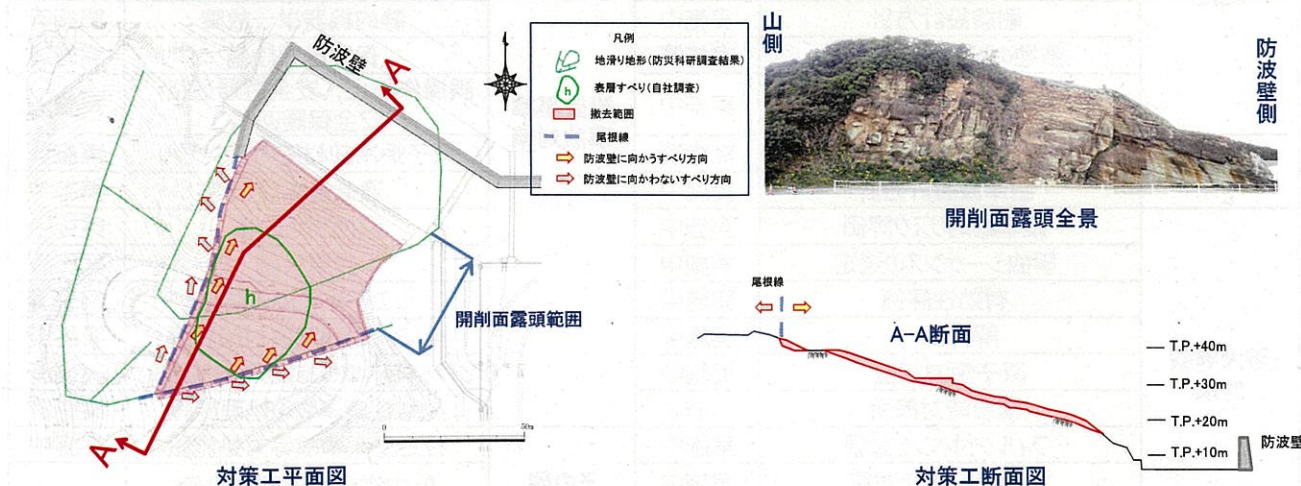 防波壁
A
A
h
0
50m
開削面露頭範囲
対策工平面図
凡例
地滑り地形(防災科研調査結果)
h
表層すべり(自社調査)
撤去範囲
尾根線
防波壁に向かうすべり方向
防波壁に向かわないすべり方向
山側
防波壁側
開削面露頭全景
尾根線
A-A断面
T.P.+40m
T.P.+30m
T.P.+20m
T.P.+10m
防波壁
対策工断面図